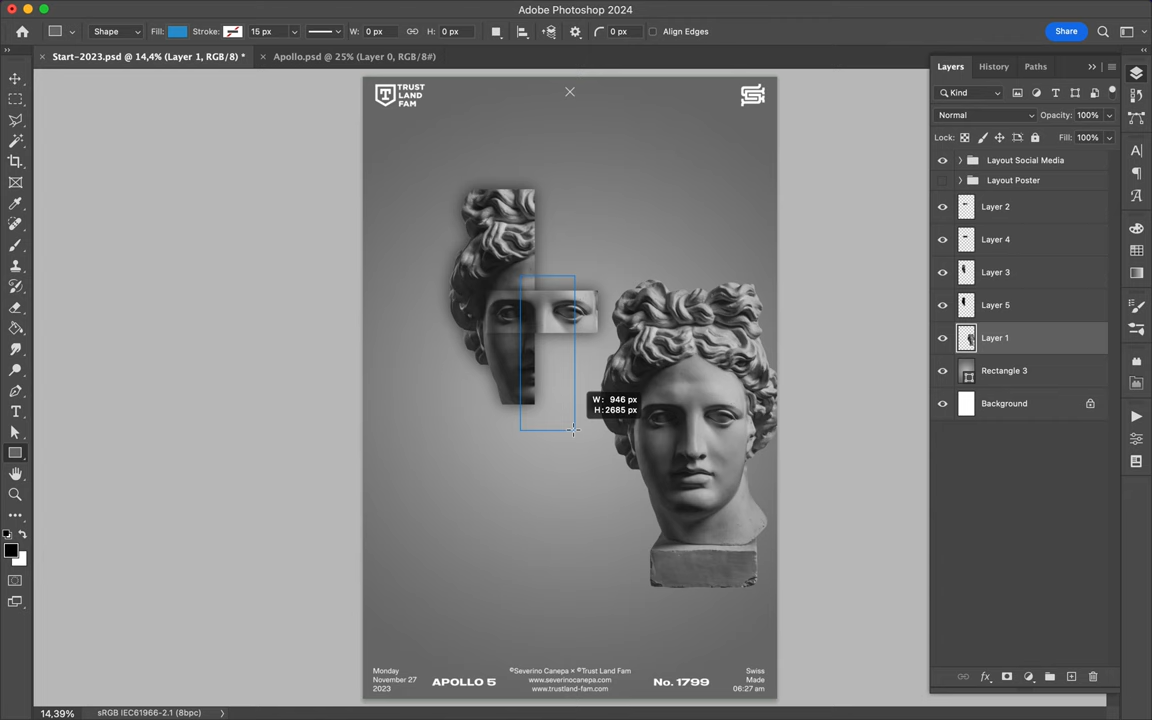 Adobe Photoshop 2024
Shape
Fill:
Stroke:
15 px
W: 0 px
H: 0 px
0 px
Align Edges
Share
Start-2023.psd @ 14,4% (Layer 1, RGB/8) *
Apollo.psd @ 25% (Layer 0, RGB/8#)
Layers
History
Paths
Kind
Normal
Opacity: 100%
Lock:
Fill: 100%
Layout Social Media
Layout Poster
Layer 2
Layer 4
Layer 3
Layer 5
Layer 1
Rectangle 3
Background
TRUST
LAND
FAM
W: 946 px
H: 2685 px
Monday
November 27
2023
APOLLO 5
©Severino Canepa × ©Trust Land Fam
www.severinocanepa.com
www.trustland-fam.com
No. 1799
Swiss
Made
06:27 am
14,39%
sRGB IEC61966-2.1 (8bpc)